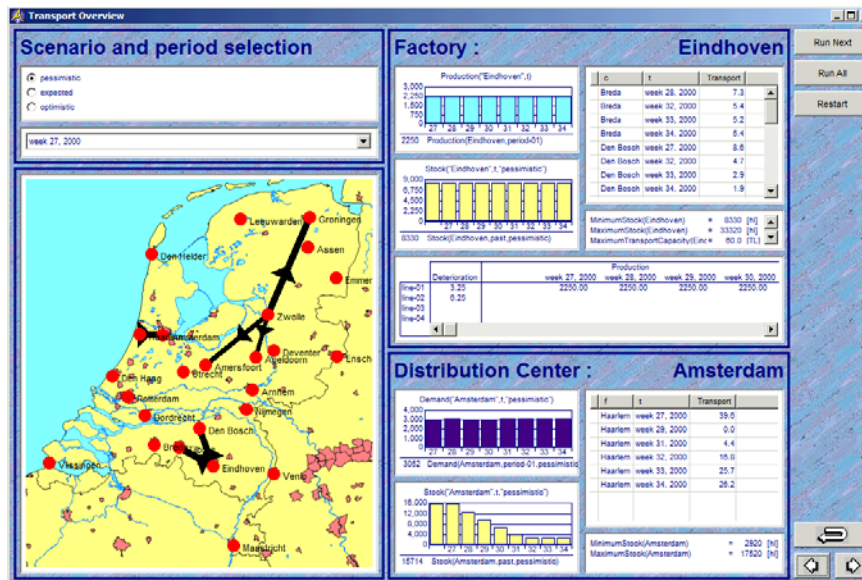 Transport Overview
Scenario and period selection
pessimistic
expected
optimistic
week 27, 2000
Leeuwarden
Groningen
Assen
Den Helder
Emmen
Zwolle
Amsterdam
Deventer
Apeldoorn
Amersfoort
Utrecht
Den Haag
Rotterdam
Arnhem
Nijmegen
Dordrecht
Den Bosch
Eindhoven
Vlissingen
Venlo
Maastricht
Factory : Eindhoven
Production("Eindhoven",t)
3,000
2,250
1,500
750
0
27 28 29 30 31 32 33 34
2250 Production(Eindhoven,period-01)
c t Transport
Breda week 28, 2000 7.3
Breda week 32, 2000 5.4
Breda week 33, 2000 5.2
Breda week 34, 2000 5.4
Den Bosch week 27, 2000 8.6
Den Bosch week 32, 2000 4.7
Den Bosch week 33, 2000 2.9
Den Bosch week 34, 2000 1.9
Stock("Eindhoven",t,"pessimistic")
9,000
6,750
4,500
2,250
0
27 28 29 30 31 32 33 34
8330 Stock(Eindhoven,past,pessimistic)
MinimumStock(Eindhoven) = 8330 [hl]
MaximumStock(Eindhoven) = 33320 [hl]
MaximumTransportCapacity(Einc = 60.0 [TL]
Production
Deterioration week 27, 2000 week 28, 2000 week 29, 2000 week 30, 2000
line-01 3.25 2250.00 2250.00 2250.00 2250.00
line-02 6.25
line-03
line-04
Distribution Center : Amsterdam
Demand("Amsterdam",t,"pessimistic")
4,000
3,000
2,000
1,000
0
27 28 29 30 31 32 33 34
3062 Demand(Amsterdam,period-01,pessimistic
f t Transport
Haarlem week 27, 2000 39.6
Haarlem week 29, 2000 0.0
Haarlem week 31, 2000 4.4
Haarlem week 32, 2000 16.8
Haarlem week 33, 2000 25.7
Haarlem week 34, 2000 26.2
Stock("Amsterdam",t,"pessimistic")
16,000
12,000
8,000
4,000
0
27 28 29 30 31 32 33 34
15714 Stock(Amsterdam,past,pessimistic)
MinimumStock(Amsterdam) = 2920 [hl]
MaximumStock(Amsterdam) = 17520 [hl]
Run Next
Run All
Restart